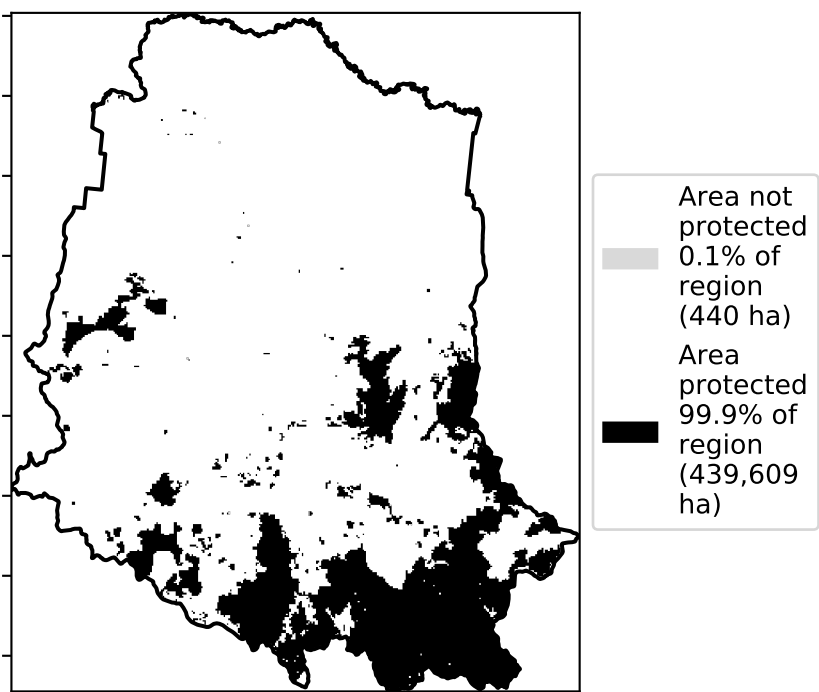 Area not
protected
0.1% of
region
(440 ha)
Area
protected
99.9% of
region
(439,609
ha)